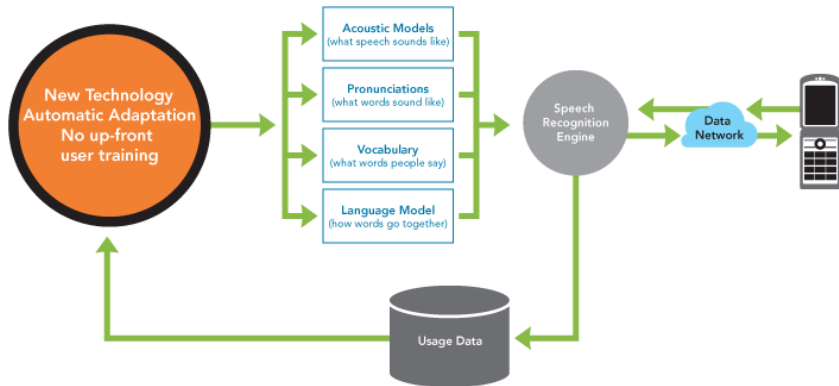 New Technology
Automatic Adaptation
No up-front
user training
Acoustic Models
(what speech sounds like)
Pronunciations
(what words sound like)
Vocabulary
(what words people say)
Language Model
(how words go together)
Speech
Recognition
Engine
Data
Network
Usage Data